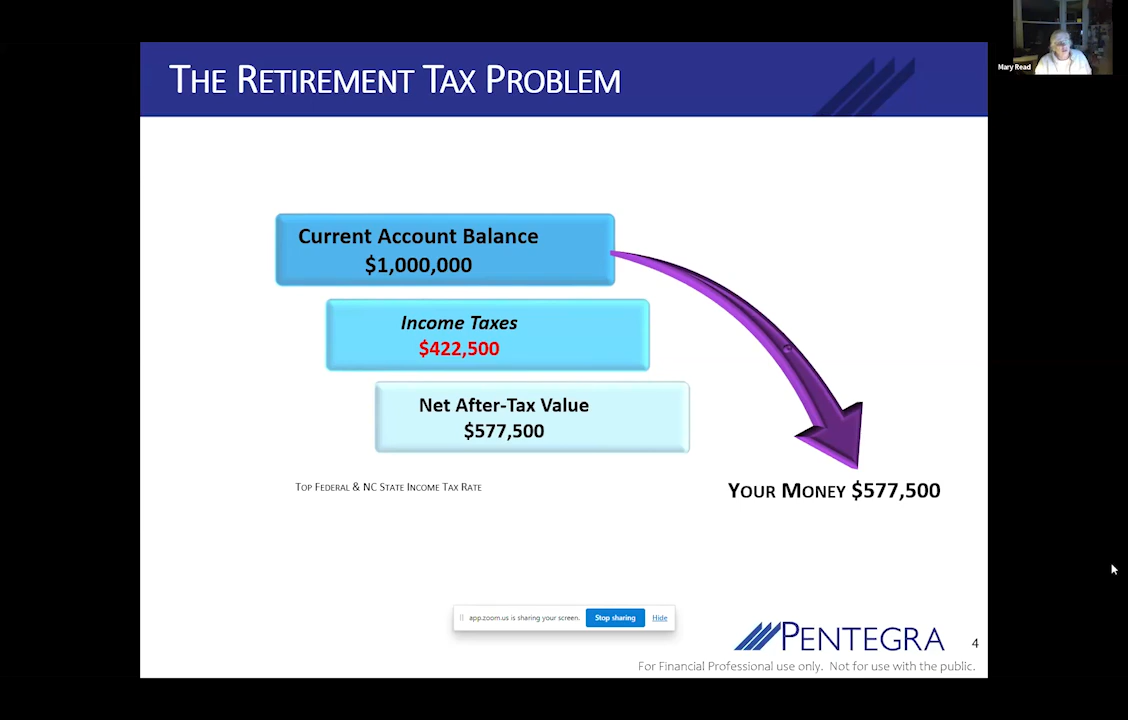 Mary Read
THE RETIREMENT TAX PROBLEM
Current Account Balance
$1,000,000
Income Taxes
$422,500
Net After-Tax Value
$577,500
TOP FEDERAL & NC STATE INCOME TAX RATE
YOUR MONEY $577,500
app.zoom.us is sharing your screen.
Stop sharing
Hide
PENTEGRA
4
For Financial Professional use only. Not for use with the public.